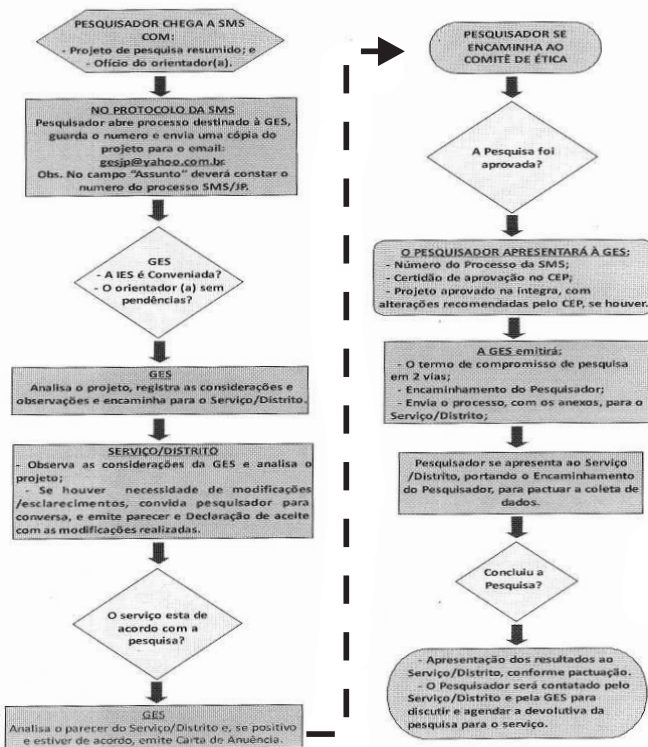 PESQUISADOR CHEGA A SMS
COM:
- Projeto de pesquisa resumido; e
- Ofício do orientador(a).
NO PROTOCOLO DA SMS
Pesquisador abre processo destinado à GES,
guarda o numero e envia uma cópia do
projeto para o email:
gesjp@yahoo.com.br
Obs. No campo "Assunto" deverá constar o
numero do processo SMS/JP.
GES
- A IES é Conveniada?
- O orientador (a) sem
pendências?
GES
Analisa o projeto, registra as considerações e
observações e encaminha para o Serviço/Distrito.
SERVIÇO/DISTRITO
- Observa as considerações da GES e analisa o
projeto;
- Se houver necessidade de modificações
/esclarecimentos, convida pesquisador para
conversa, e emite parecer e Declaração de aceite
com as modificações realizadas.
O serviço esta de
acordo com a
pesquisa?
GES
Analisa o parecer do Serviço/Distrito e, se positivo
e estiver de acordo, emite Carta de Anuência.
PESQUISADOR SE
ENCAMINHA AO
COMITÊ DE ÉTICA
A Pesquisa foi
aprovada?
O PESQUISADOR APRESENTARÁ À GES:
- Número do Processo da SMS;
- Certidão de aprovação no CEP;
- Projeto aprovado na íntegra, com
alterações recomendadas pelo CEP, se houver.
A GES emitirá:
- O termo de compromisso de pesquisa
em 2 vias;
- Encaminhamento do Pesquisador;
- Envia o processo, com os anexos, para o
Serviço/Distrito;
Pesquisador se apresenta ao Serviço
/Distrito, portando o Encaminhamento
do Pesquisador, para pactuar a coleta de
dados.
Concluiu a
Pesquisa?
- Apresentação dos resultados ao
Serviço/Distrito, conforme pactuação.
- O Pesquisador será contatado pelo
Serviço/Distrito e pela GES para
discutir e agendar a devolutiva da
pesquisa para o serviço.